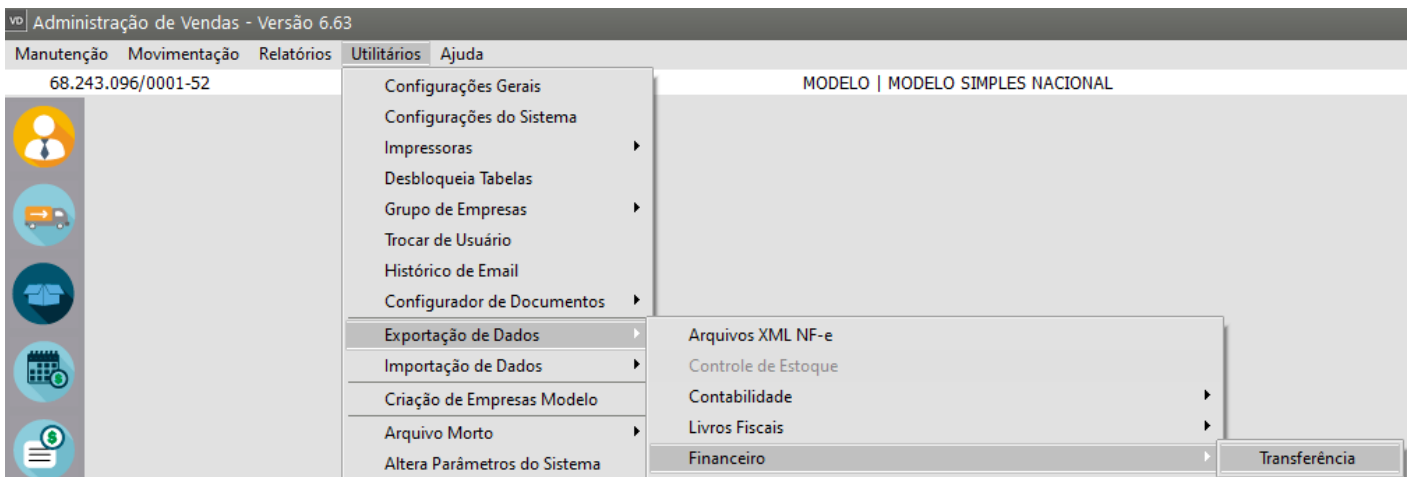 VD Administração de Vendas - Versão 6.63
Manutenção Movimentação Relatórios Utilitários Ajuda
68.243.096/0001-52 MODELO | MODELO SIMPLES NACIONAL
Configurações Gerais
Configurações do Sistema
Impressoras
Desbloqueia Tabelas
Grupo de Empresas
Trocar de Usuário
Histórico de Email
Configurador de Documentos
Exportação de Dados
Importação de Dados
Criação de Empresas Modelo
Arquivo Morto
Altera Parâmetros do Sistema
Arquivos XML NF-e
Controle de Estoque
Contabilidade
Livros Fiscais
Financeiro
Transferência